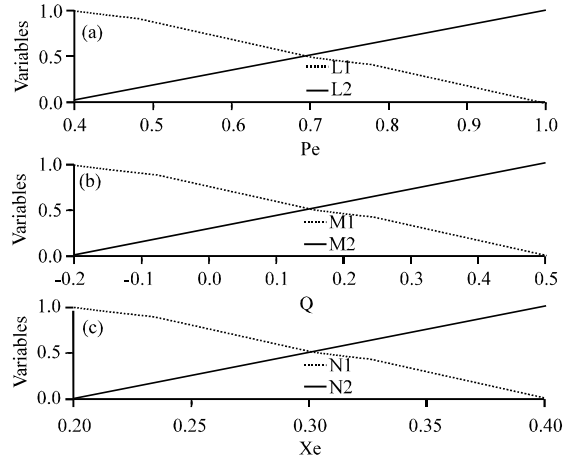 1.0
(a)
Variables
0.5
L1
L2
0.0
0.4 0.5 0.6 0.7 0.8 0.9 1.0
Pe
1.0
(b)
Variables
0.5
M1
M2
0.0
-0.2 -0.1 0.0 0.1 0.2 0.3 0.4 0.5
Q
1.0
(c)
Variables
0.5
N1
N2
0.0
0.20 0.25 0.30 0.35 0.40
Xe